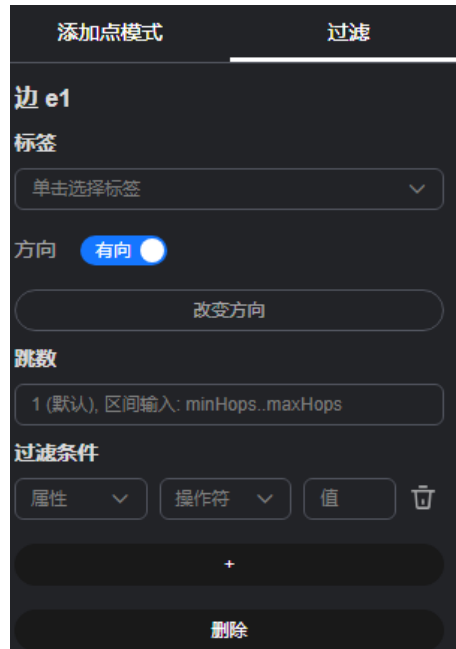 添加点模式 过滤
边 e1
标签
单击选择标签
方向 有向
改变方向
跳数
1 (默认), 区间输入: minHops..maxHops
过滤条件
属性 操作符 值
+
删除